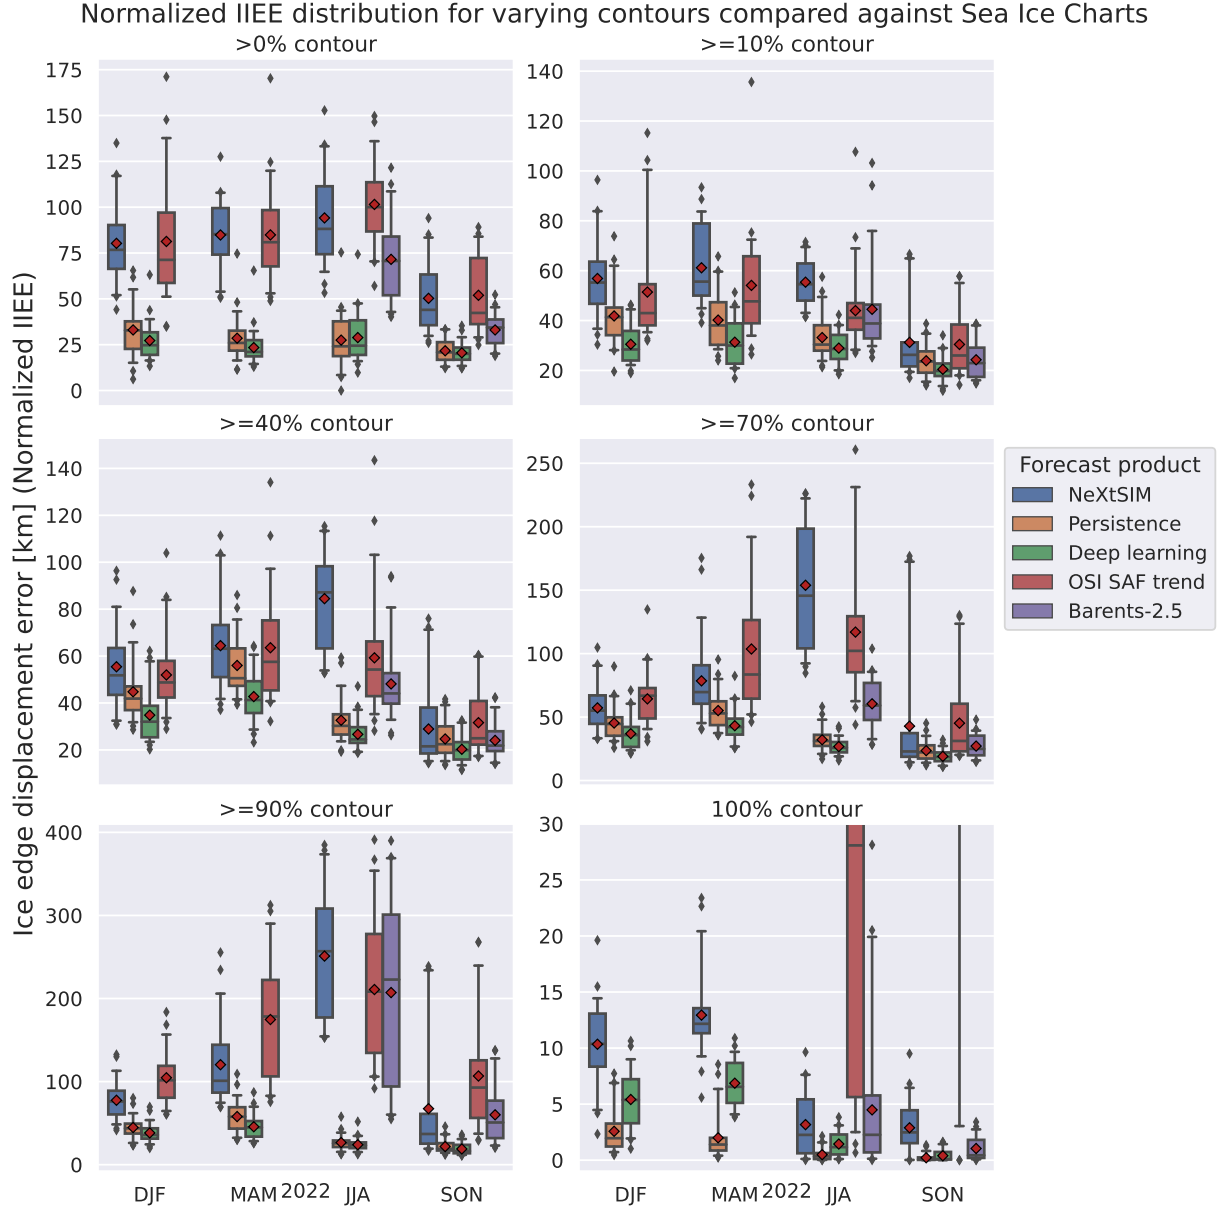 Normalized IIEE distribution for varying contours compared against Sea Ice Charts
Ice edge displacement error [km] (Normalized IIEE)
>0% contour
175
150
125
100
75
50
25
0
>=10% contour
140
120
100
80
60
40
20
>=40% contour
140
120
100
80
60
40
20
>=70% contour
250
200
150
100
50
0
Forecast product
NeXtSIM
Persistence
Deep learning
OSI SAF trend
Barents-2.5
>=90% contour
400
300
200
100
0
DJF MAM 2022 JJA SON
100% contour
30
25
20
15
10
5
0
DJF MAM 2022 JJA SON